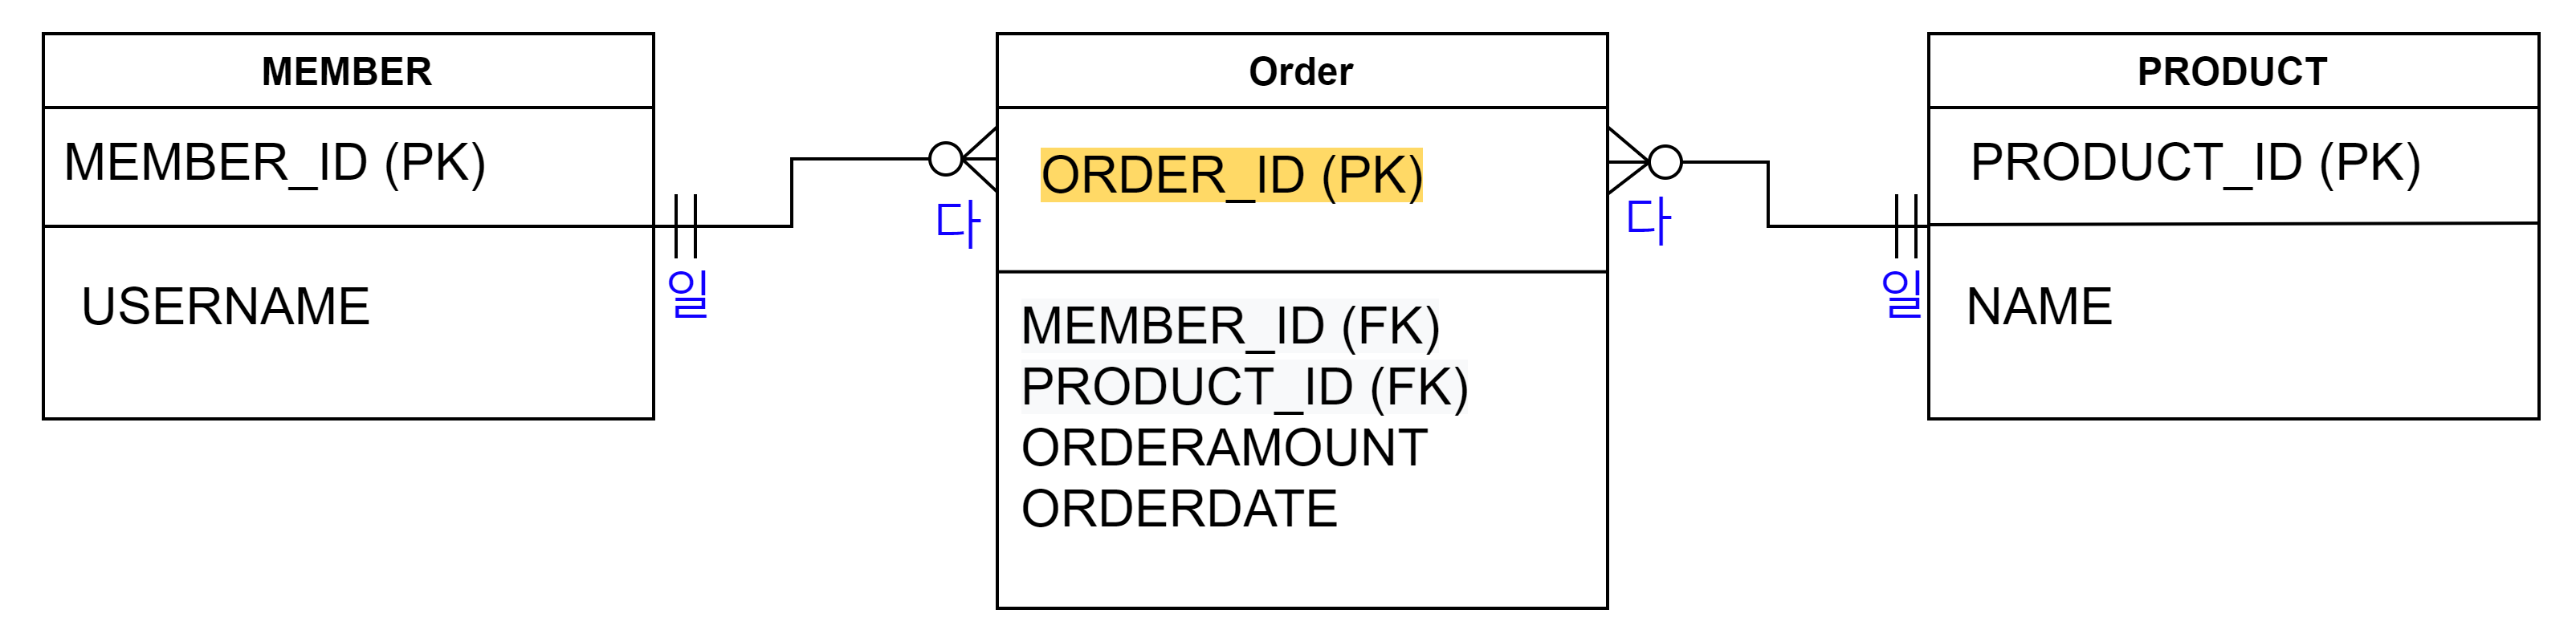 MEMBER
MEMBER_ID (PK)
USERNAME
일
다
Order
ORDER_ID (PK)
MEMBER_ID (FK)
PRODUCT_ID (FK)
ORDERAMOUNT
ORDERDATE
다
일
PRODUCT
PRODUCT_ID (PK)
NAME